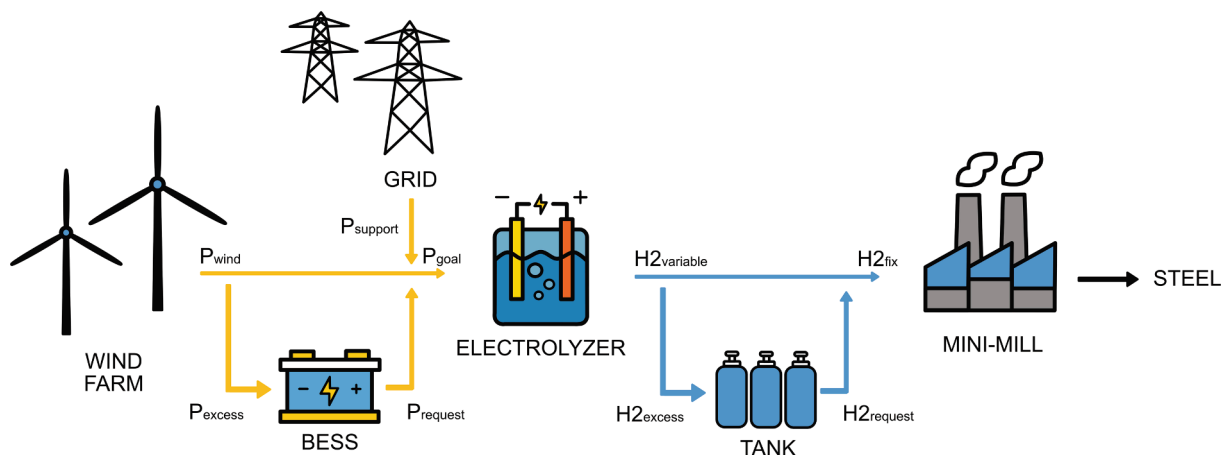 GRID
Psupport
Pwind
Pgoal
− +
H2variable
H2fix
STEEL
WIND
FARM
ELECTROLYZER
MINI-MILL
− +
Pexcess
Prequest
BESS
H2excess
H2request
TANK